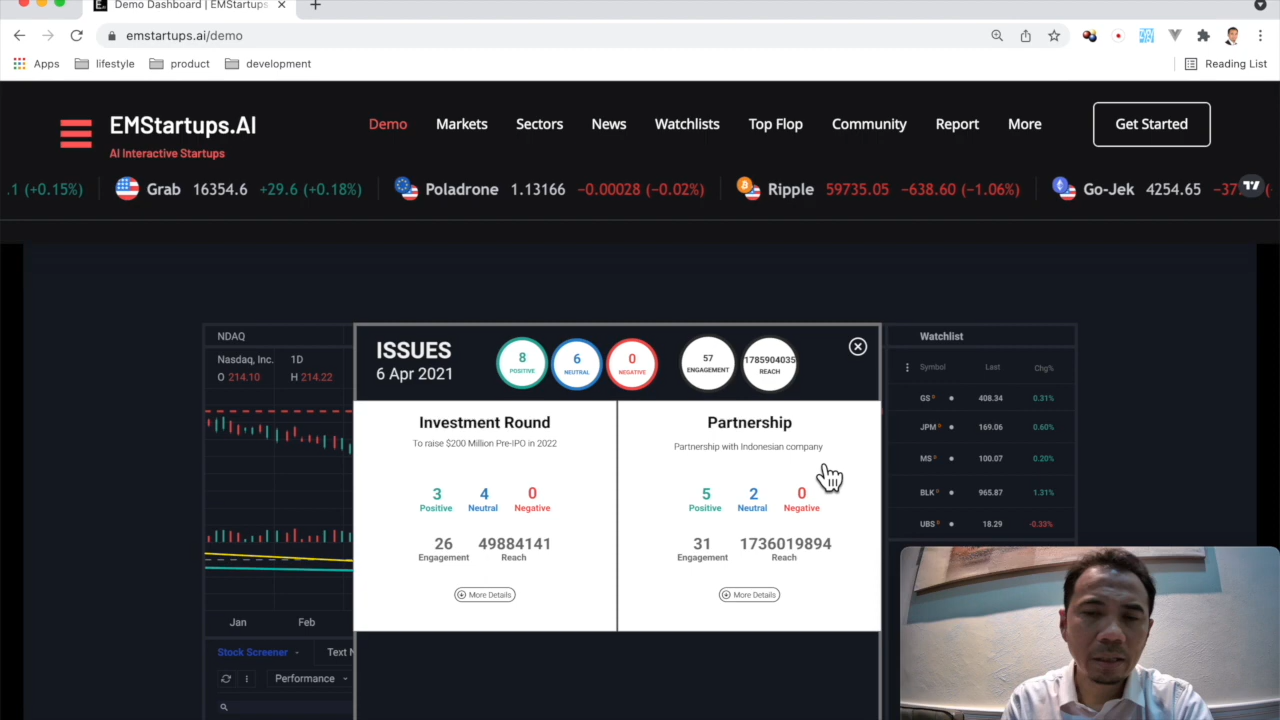 Demo Dashboard | EMStartups
emstartups.ai/demo
Apps lifestyle product development Reading List
EMStartups.AI
AI Interactive Startups
Demo Markets Sectors News Watchlists Top Flop Community Report More Get Started
.1 (+0.15%) Grab 16354.6 +29.6 (+0.18%) Poladrone 1.13166 −0.00028 (−0.02%) Ripple 59735.05 −638.60 (−1.06%) Go-Jek 4254.65
NDAQ
Nasdaq, Inc. 1D
O 214.10 H 214.22
ISSUES
6 Apr 2021
8
POSITIVE
6
NEUTRAL
0
NEGATIVE
57
ENGAGEMENT
1785904035
REACH
Investment Round
To raise $200 Million Pre-IPO in 2022
3 4 0
Positive Neutral Negative
26 49884141
Engagement Reach
More Details
Partnership
Partnership with Indonesian company
5 2 0
Positive Neutral Negative
31 1736019894
Engagement Reach
More Details
Watchlist
Symbol Last Chg%
GS 408.34 0.31%
JPM 169.06 0.60%
MS 100.07 0.20%
BLK 965.87 1.31%
UBS 18.29 -0.33%
Jan Feb
Stock Screener Text
Performance